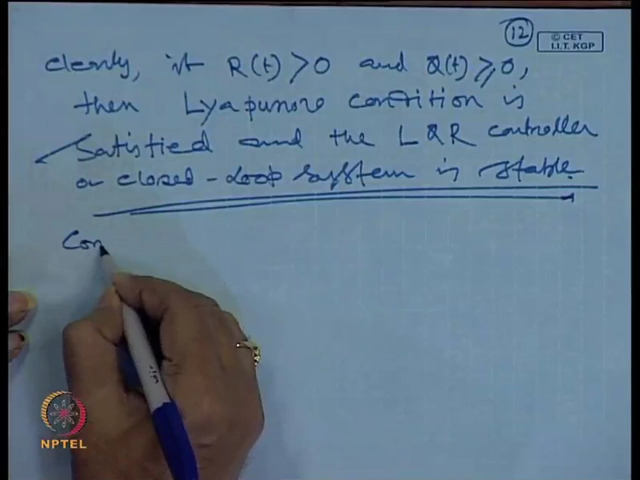 12
© CET
I.I.T. KGP
clearly, if R(t) > 0 and Q(t) ≥ 0,
then Lyapunov condition is
satisfied and the LQR controller
or closed-loop system is stable.
Con
NPTEL